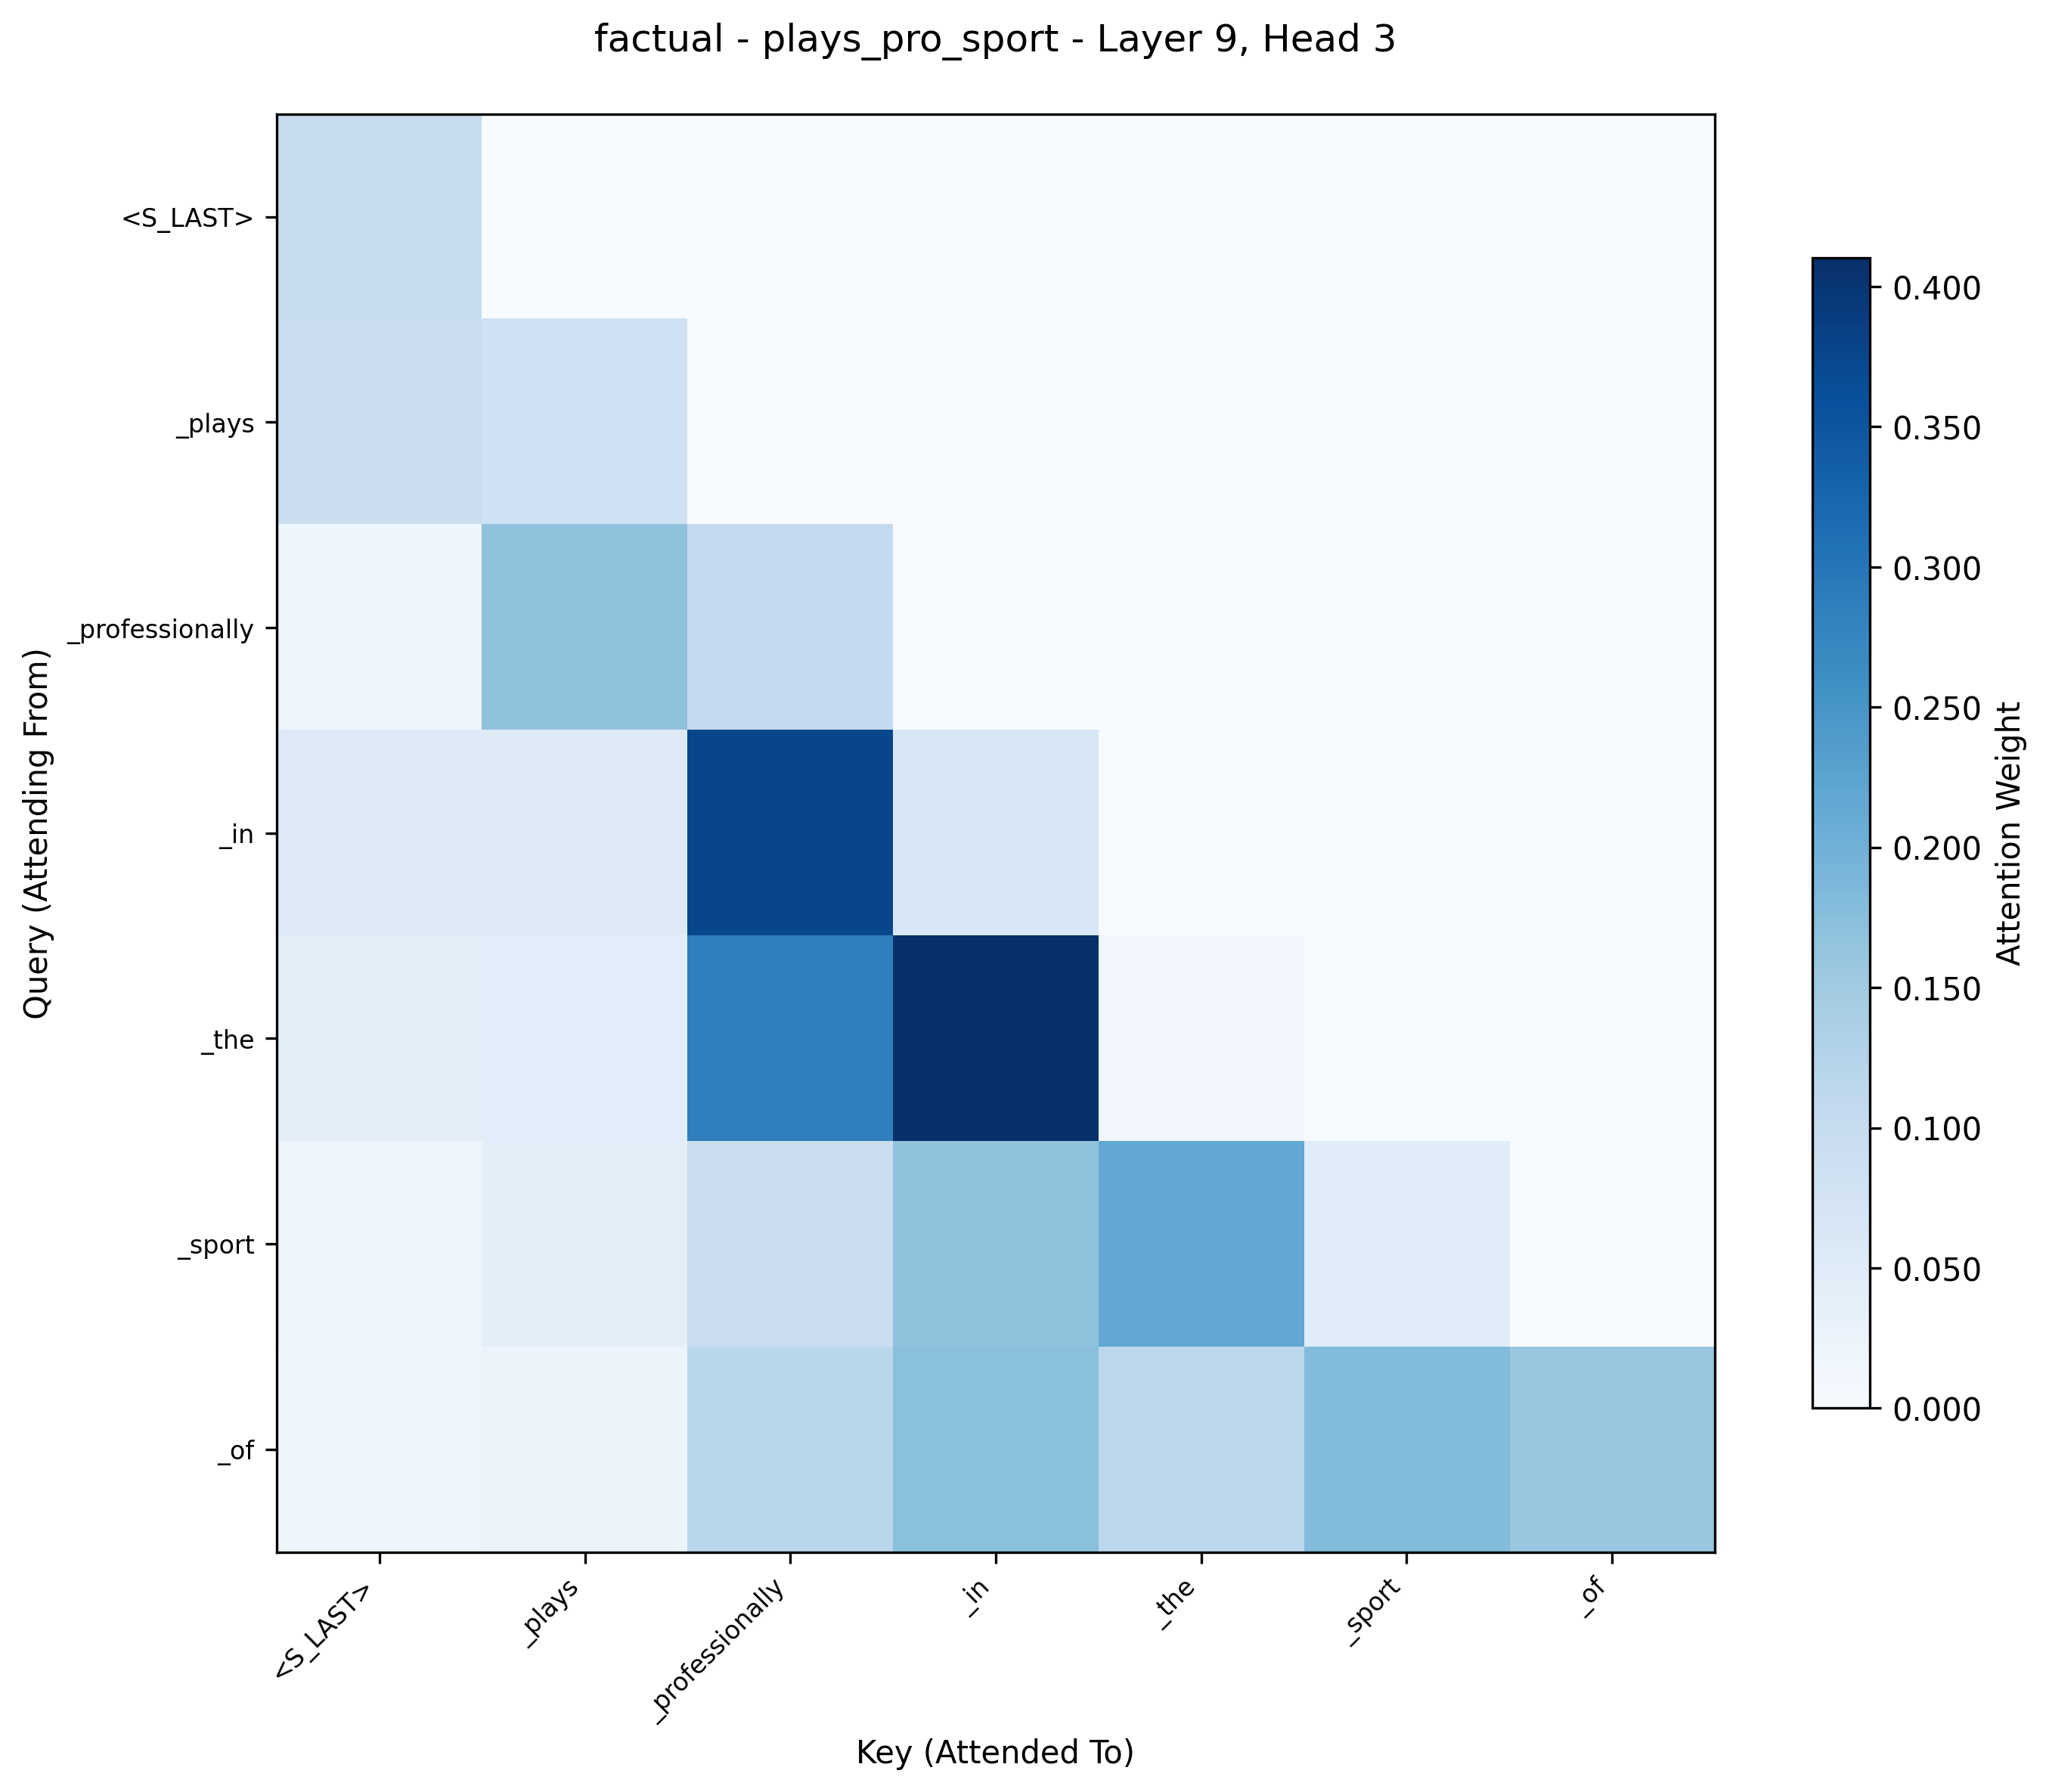 factual - plays_pro_sport - Layer 9, Head 3
<S_LAST>
_plays
_professionally
_in
_the
_sport
_of
Query (Attending From)
<S_LAST>
_plays
_professionally
_in
_the
_sport
_of
Key (Attended To)
0.400
0.350
0.300
0.250
0.200
0.150
0.100
0.050
0.000
Attention Weight